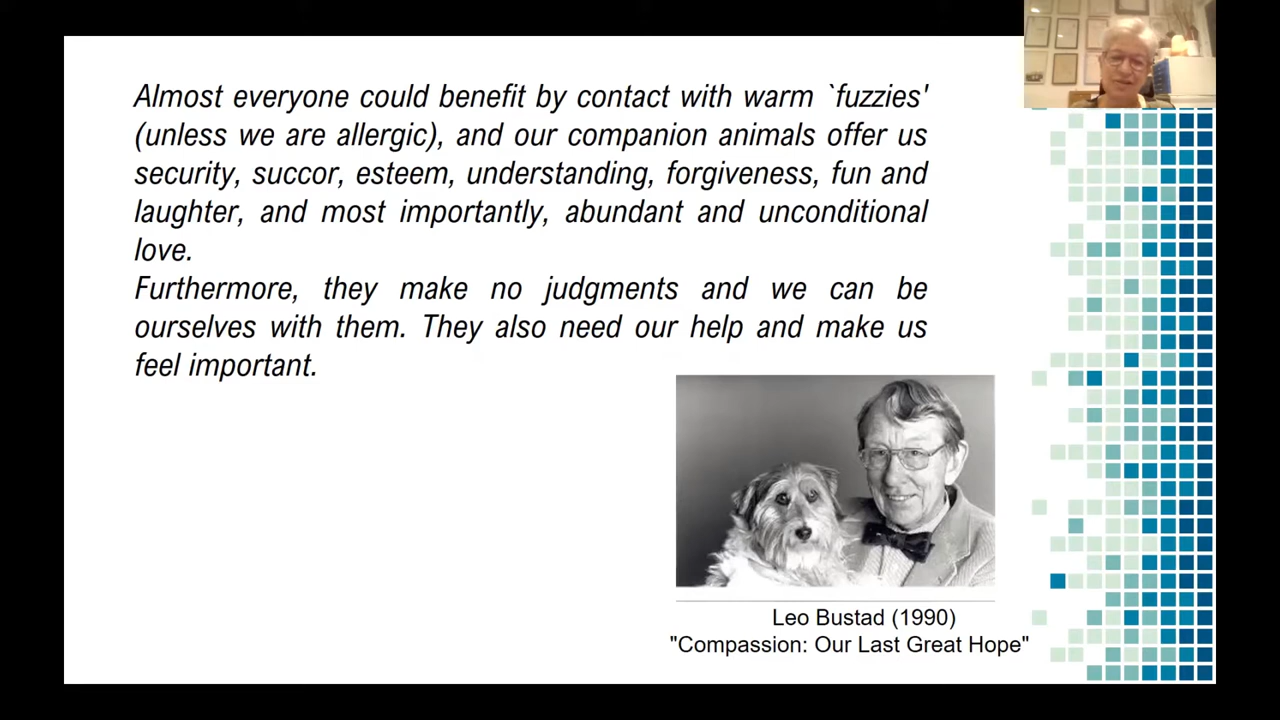 Almost everyone could benefit by contact with warm `fuzzies'
(unless we are allergic), and our companion animals offer us
security, succor, esteem, understanding, forgiveness, fun and
laughter, and most importantly, abundant and unconditional
love.
Furthermore, they make no judgments and we can be
ourselves with them. They also need our help and make us
feel important.
Leo Bustad (1990)
"Compassion: Our Last Great Hope"